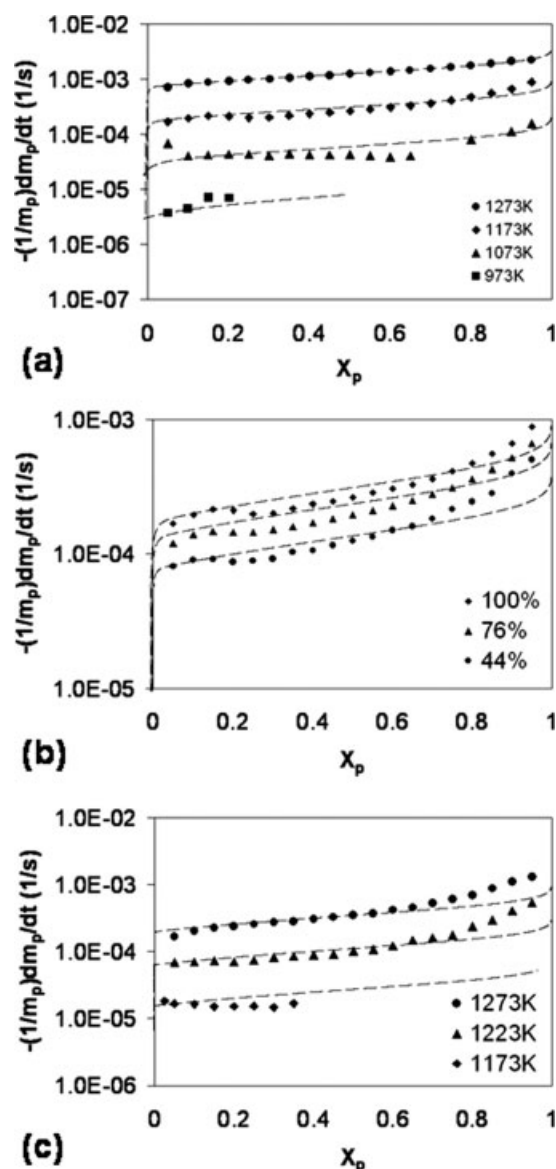 1.0E-02
1.0E-03
1.0E-04
1.0E-05
1.0E-06
1.0E-07
-(1/mp)dmp/dt (1/s)
1273K
1173K
1073K
973K
0 0.2 0.4 0.6 0.8 1
Xp
(a)
1.0E-03
1.0E-04
1.0E-05
-(1/mp)dmp/dt (1/s)
100%
76%
44%
0 0.2 0.4 0.6 0.8 1
Xp
(b)
1.0E-02
1.0E-03
1.0E-04
1.0E-05
1.0E-06
-(1/mp)dmp/dt (1/s)
1273K
1223K
1173K
0 0.2 0.4 0.6 0.8 1
Xp
(c)